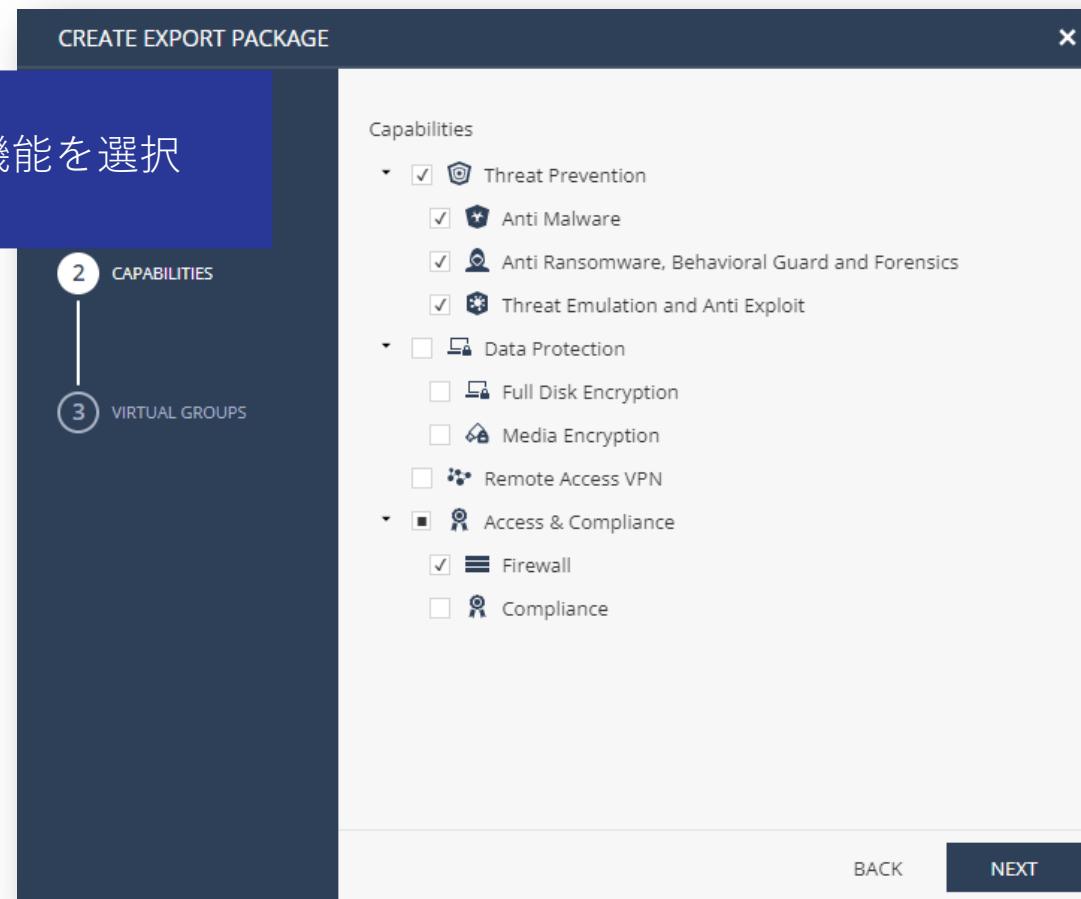 CREATE EXPORT PACKAGE
機能を選択
2 CAPABILITIES
3 VIRTUAL GROUPS
Capabilities
Threat Prevention
Anti Malware
Anti Ransomware, Behavioral Guard and Forensics
Threat Emulation and Anti Exploit
Data Protection
Full Disk Encryption
Media Encryption
Remote Access VPN
Access & Compliance
Firewall
Compliance
BACK
NEXT